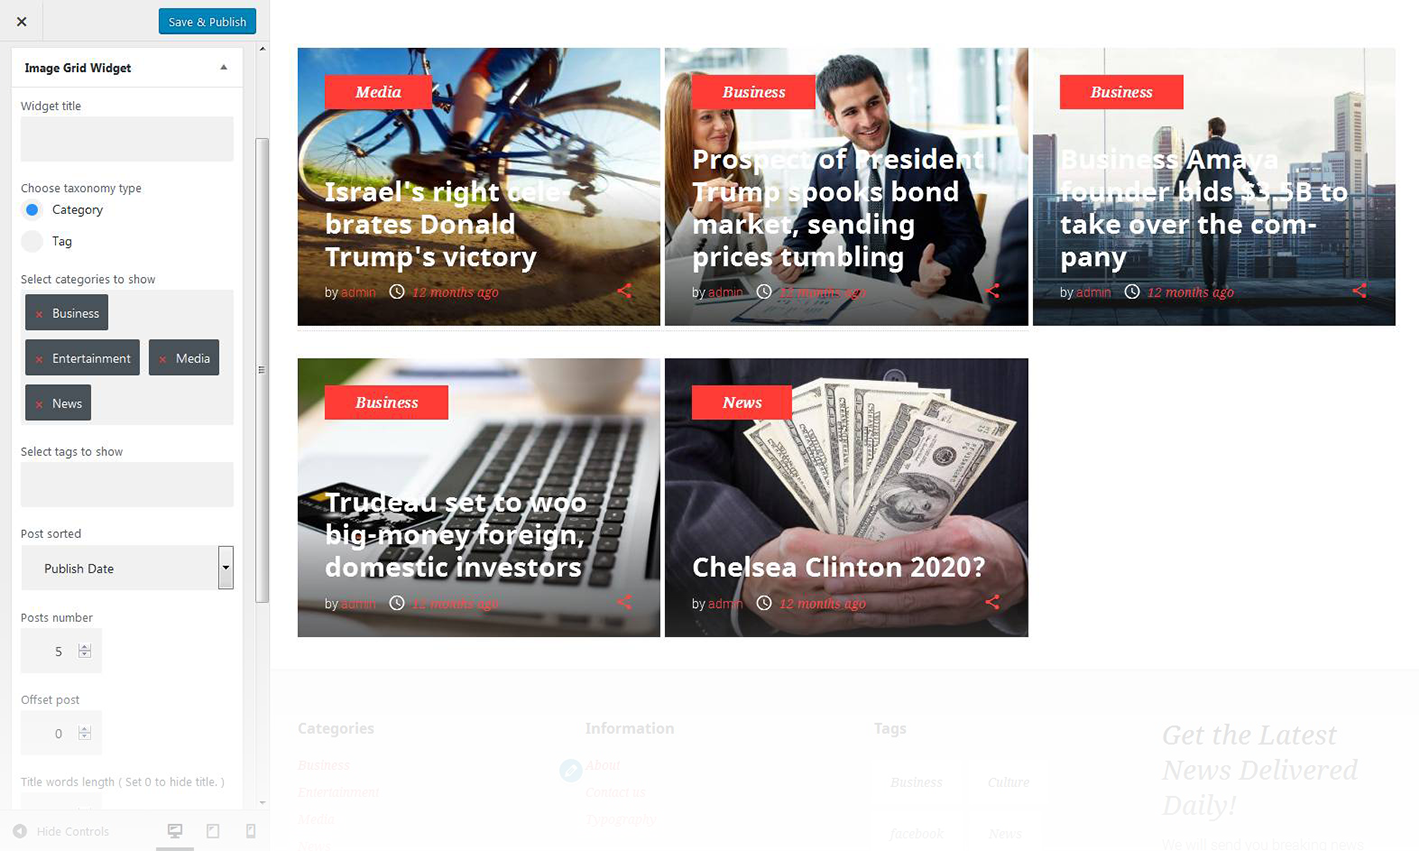 × Save & Publish
Image Grid Widget
Widget title
Choose taxonomy type
Category
Tag
Select categories to show
× Business
× Entertainment × Media
× News
Select tags to show
Post sorted
Publish Date
Posts number
5
Offset post
0
Title words length ( Set 0 to hide title. )
Hide Controls
Media
Israel's right cele-
brates Donald
Trump's victory
by admin 12 months ago
Business
Prospect of President
Trump spooks bond
market, sending
prices tumbling
by admin 12 months ago
Business
Business Amaya
founder bids $3.5B to
take over the com-
pany
by admin 12 months ago
Business
Trudeau set to woo
big-money foreign,
domestic investors
by admin 12 months ago
News
Chelsea Clinton 2020?
by admin 12 months ago
Categories
Business
Entertainment
Media
News
Information
About
Contact us
Typography
Tags
Business Culture
facebook News
Get the Latest
News Delivered
Daily!
We will send you breaking news